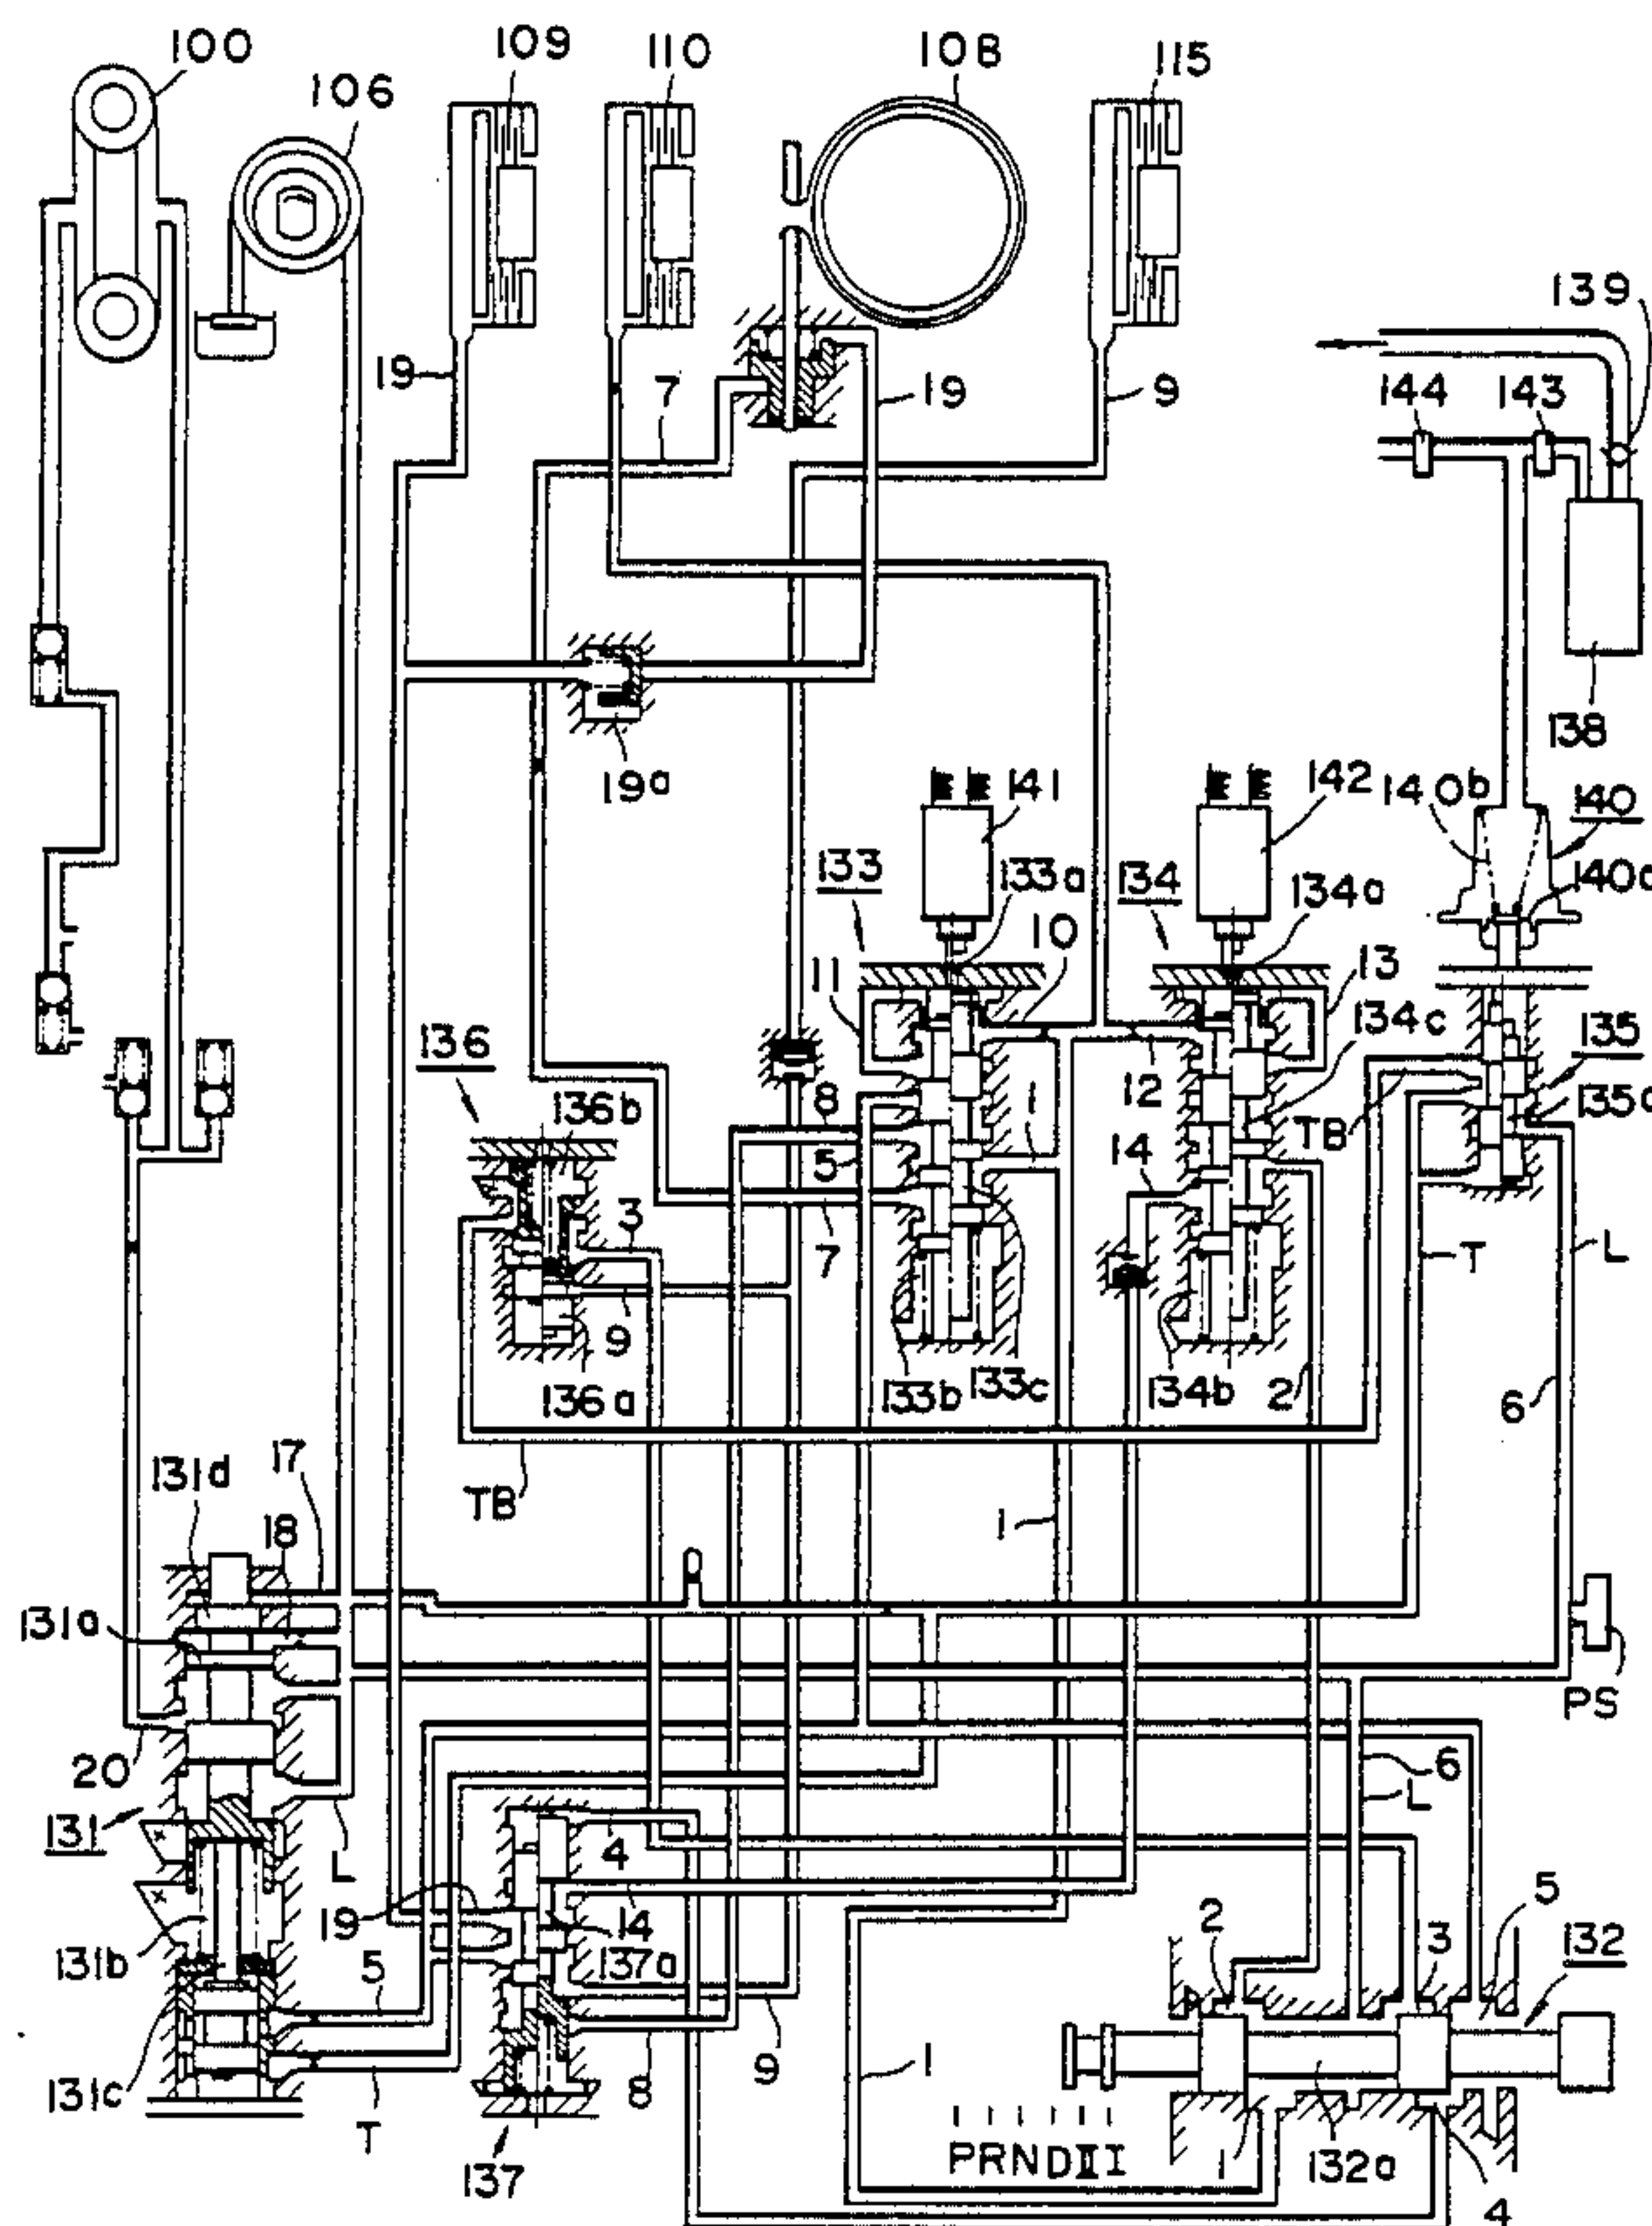 100
106
109
110
108
115
139
19
7
19
9
144
143
138
19a
141
142
140b
140
140a
133
133a
134
134a
10
11
13
134c
135
135a
136
136b
8
1
12
TB
5
14
3
7
T
L
9
136a
133b
133c
134b
2
6
131d
17
TB
18
1
131a
PS
20
6
L
131
L
4
14
19
137a
5
2
3
5
132
131b
9
8
1
131c
T
137
PRNDⅡI
1
132a
4